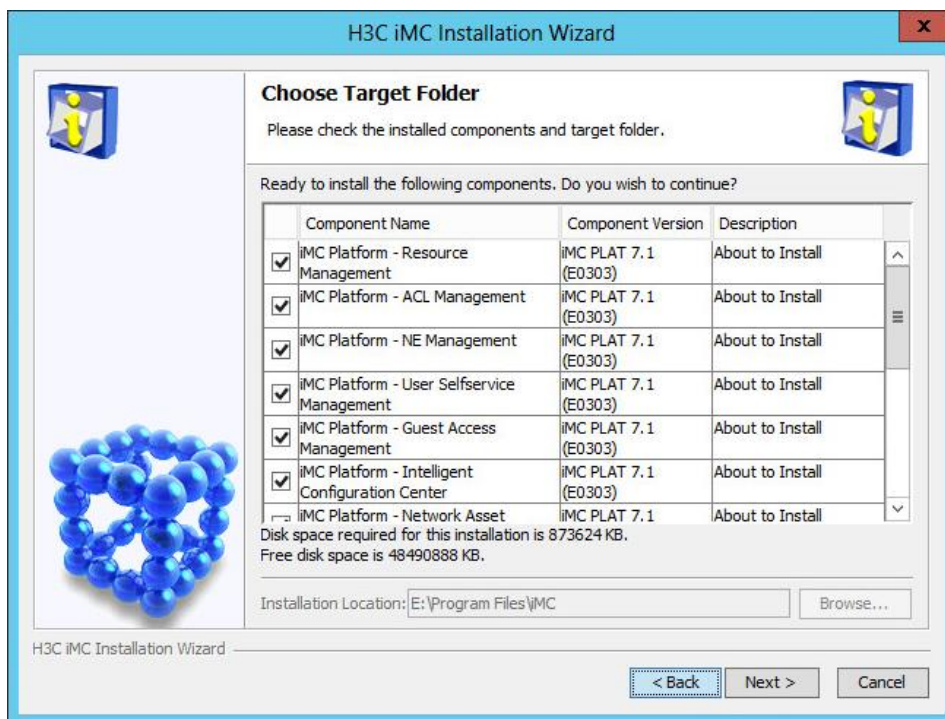 H3C iMC Installation Wizard
x
Choose Target Folder
Please check the installed components and target folder.
Ready to install the following components. Do you wish to continue?
Component Name Component Version Description
iMC Platform - Resource iMC PLAT 7.1 About to Install
Management (E0303)
iMC Platform - ACL Management iMC PLAT 7.1 About to Install
(E0303)
iMC Platform - NE Management iMC PLAT 7.1 About to Install
(E0303)
iMC Platform - User Selfservice iMC PLAT 7.1 About to Install
Management (E0303)
iMC Platform - Guest Access iMC PLAT 7.1 About to Install
Management (E0303)
iMC Platform - Intelligent iMC PLAT 7.1 About to Install
Configuration Center (E0303)
iMC Platform - Network Asset iMC PLAT 7.1 About to Install
Disk space required for this installation is 873624 KB.
Free disk space is 48490888 KB.
Installation Location: E:\Program Files\iMC Browse...
H3C iMC Installation Wizard
< Back Next > Cancel